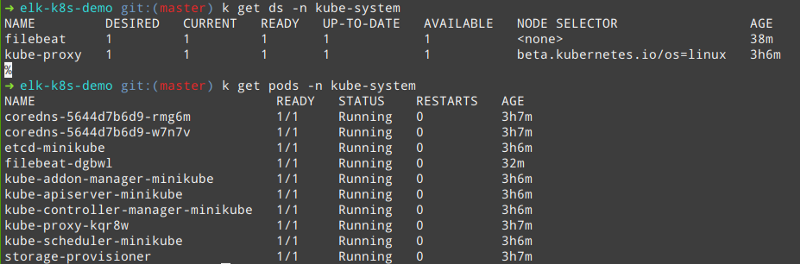 ➜ elk-k8s-demo git:(master) k get ds -n kube-system
NAME DESIRED CURRENT READY UP-TO-DATE AVAILABLE NODE SELECTOR AGE
filebeat 1 1 1 1 1 <none> 38m
kube-proxy 1 1 1 1 1 beta.kubernetes.io/os=linux 3h6m
%
➜ elk-k8s-demo git:(master) k get pods -n kube-system
NAME READY STATUS RESTARTS AGE
coredns-5644d7b6d9-rmg6m 1/1 Running 0 3h7m
coredns-5644d7b6d9-w7n7v 1/1 Running 0 3h7m
etcd-minikube 1/1 Running 0 3h6m
filebeat-dgbwl 1/1 Running 0 32m
kube-addon-manager-minikube 1/1 Running 0 3h6m
kube-apiserver-minikube 1/1 Running 0 3h6m
kube-controller-manager-minikube 1/1 Running 0 3h6m
kube-proxy-kqr8w 1/1 Running 0 3h7m
kube-scheduler-minikube 1/1 Running 0 3h6m
storage-provisioner 1/1 Running 0 3h7m